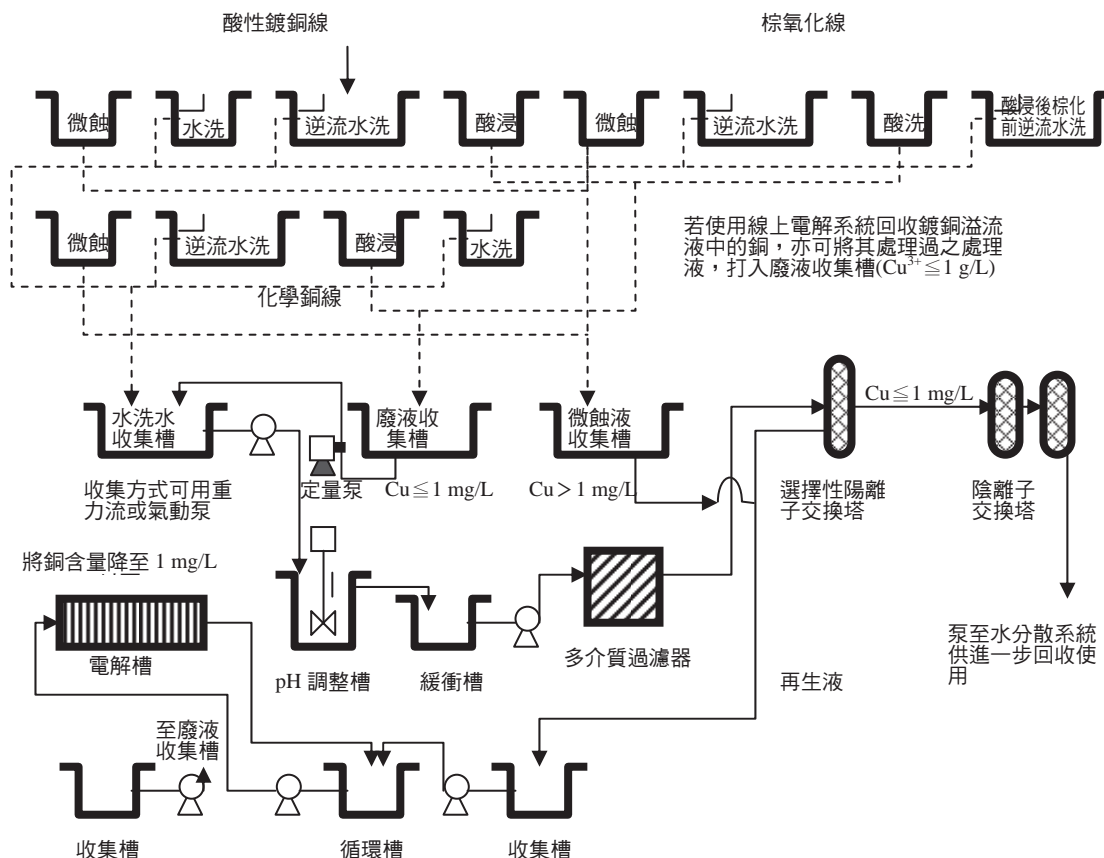 酸性鍍銅線
棕氧化線
微蝕
水洗
逆流水洗
酸浸
微蝕
逆流水洗
酸洗
酸浸後棕化
前逆流水洗
微蝕
逆流水洗
酸浸
水洗
化學銅線
若使用線上電解系統回收鍍銅溢流
液中的銅，亦可將其處理過之處理
液，打入廢液收集槽(Cu³⁺≦1 g/L)
水洗水
收集槽
廢液收
集槽
微蝕液
收集槽
Cu≦1 mg/L
收集方式可用重
力流或氣動泵
定量泵
Cu≦1 mg/L
Cu＞1 mg/L
選擇性陽離
子交換塔
陰離子
交換塔
將銅含量降至 1 mg/L
電解槽
pH 調整槽
緩衝槽
多介質過濾器
再生液
泵至水分散系統
供進一步回收使
用
至廢液
收集槽
收集槽
循環槽
收集槽